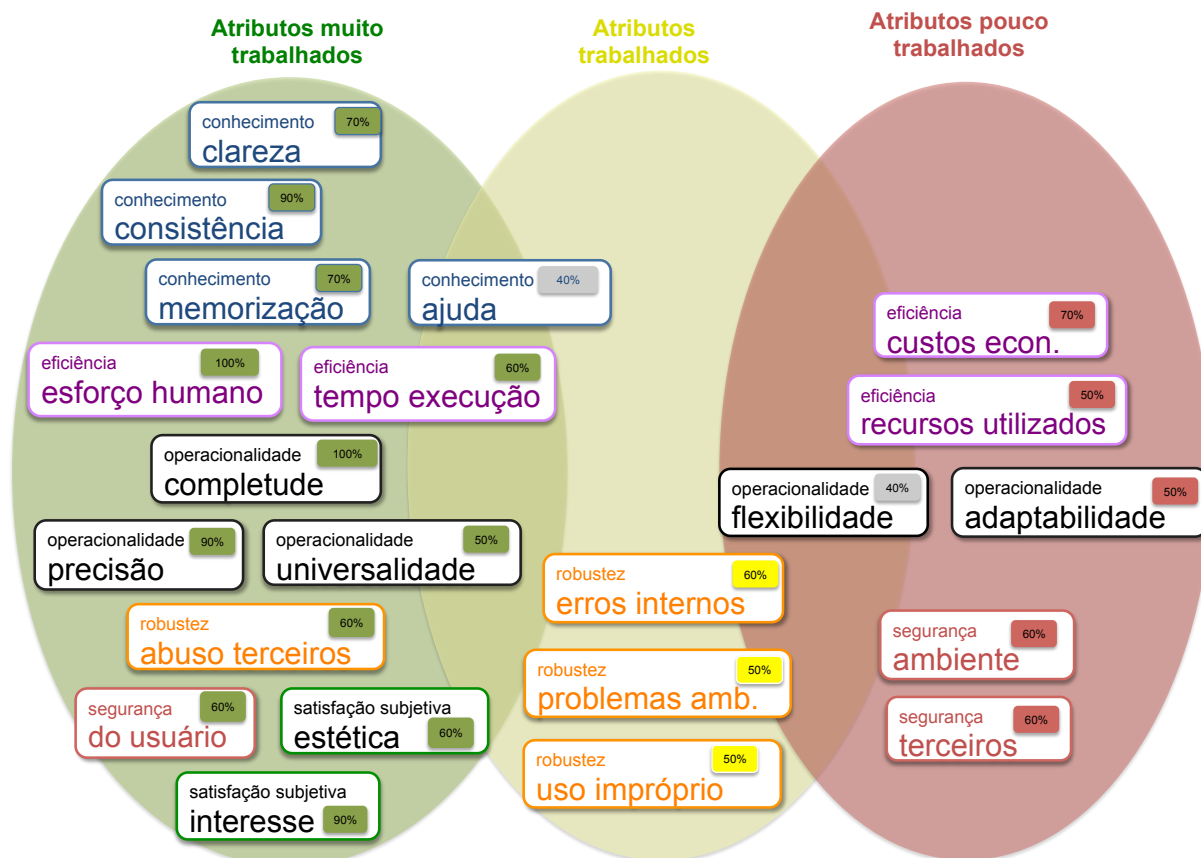 Atributos muito
trabalhados
Atributos
trabalhados
Atributos pouco
trabalhados
conhecimento 70%
clareza
conhecimento 90%
consistência
conhecimento 70%
memorização
conhecimento 40%
ajuda
eficiência 100%
esforço humano
eficiência 60%
tempo execução
operacionalidade 100%
completude
operacionalidade 90%
precisão
operacionalidade 50%
universalidade
robustez 60%
abuso terceiros
segurança 60%
do usuário
satisfação subjetiva
estética 60%
satisfação subjetiva
interesse 90%
robustez 60%
erros internos
robustez 50%
problemas amb.
robustez 50%
uso impróprio
eficiência 70%
custos econ.
eficiência 50%
recursos utilizados
operacionalidade 40%
flexibilidade
operacionalidade 50%
adaptabilidade
segurança 60%
ambiente
segurança 60%
terceiros